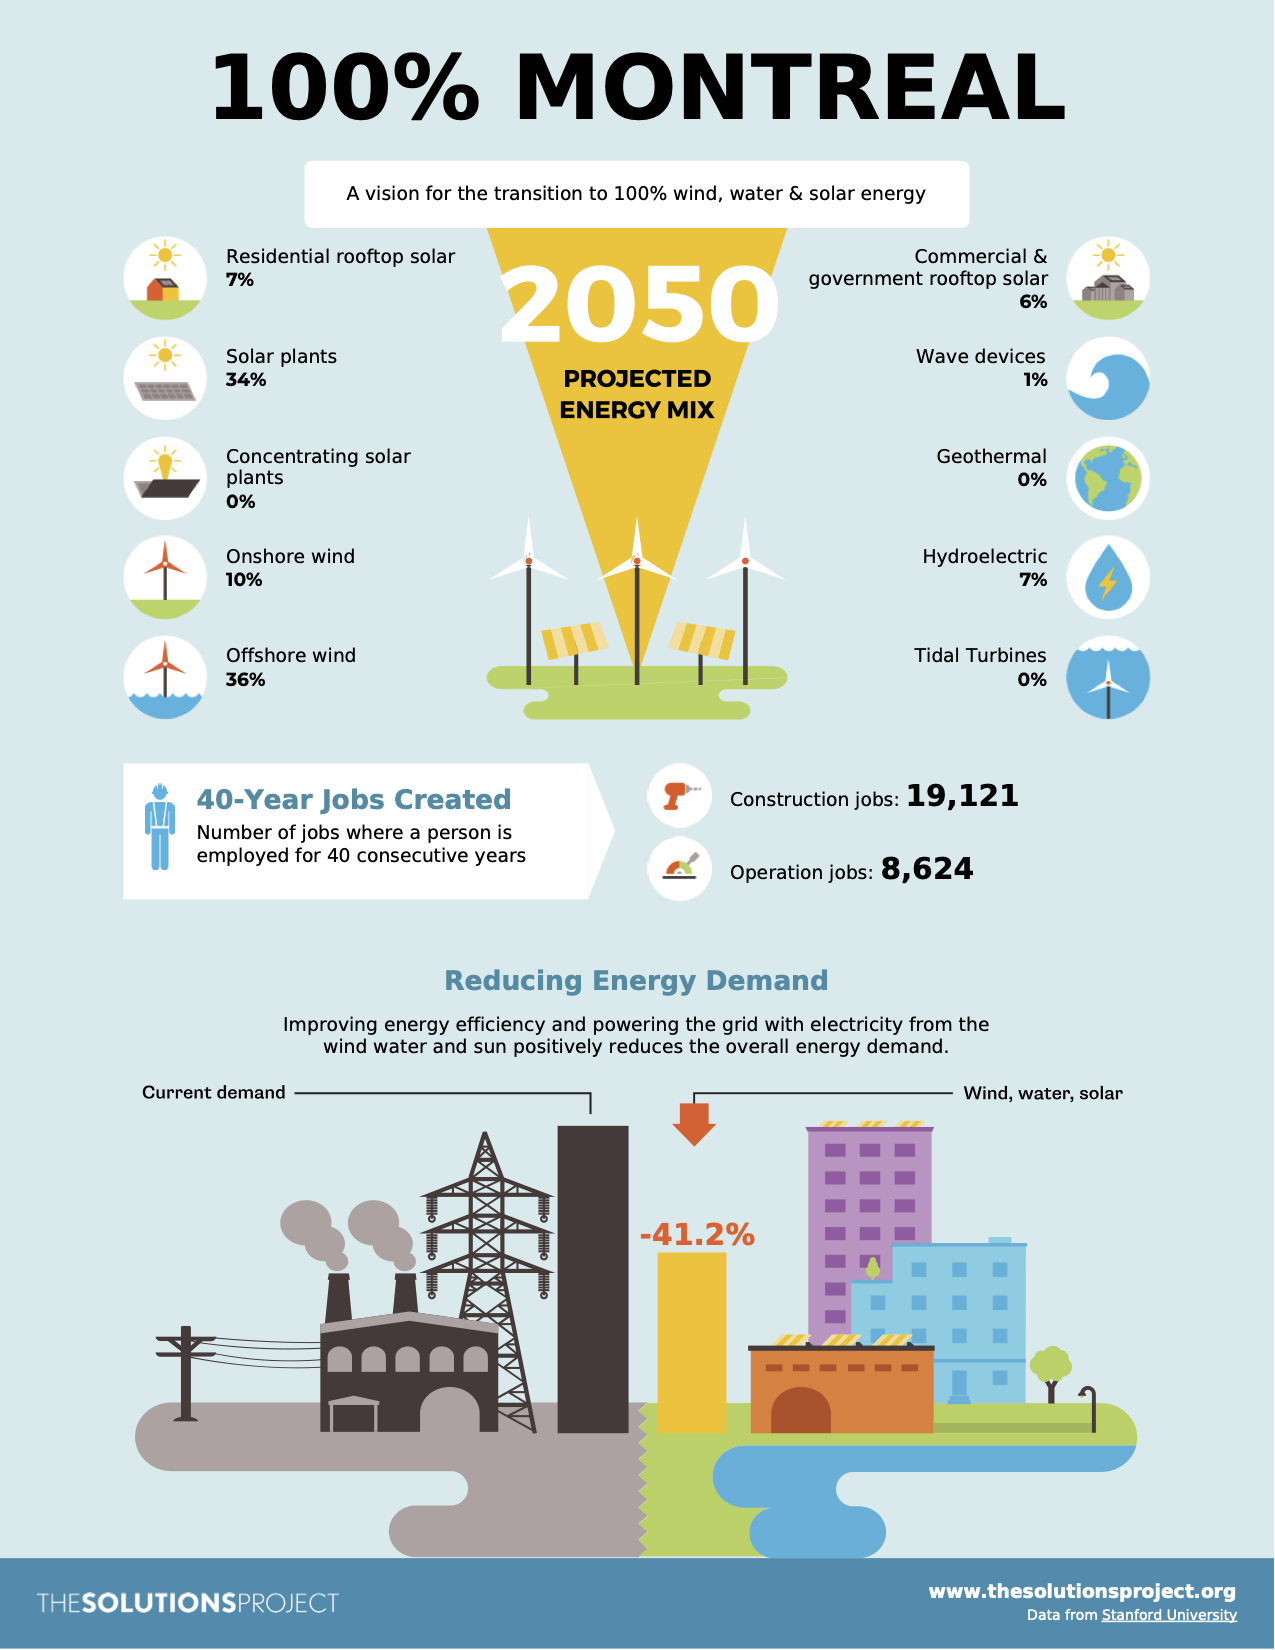 100% MONTREAL
A vision for the transition to 100% wind, water & solar energy
2050
PROJECTED
ENERGY MIX
Residential rooftop solar
7%
Solar plants
34%
Concentrating solar
plants
0%
Onshore wind
10%
Offshore wind
36%
Commercial &
government rooftop solar
6%
Wave devices
1%
Geothermal
0%
Hydroelectric
7%
Tidal Turbines
0%
40-Year Jobs Created
Number of jobs where a person is
employed for 40 consecutive years
Construction jobs: 19,121
Operation jobs: 8,624
Reducing Energy Demand
Improving energy efficiency and powering the grid with electricity from the
wind water and sun positively reduces the overall energy demand.
Current demand
Wind, water, solar
-41.2%
THESOLUTIONSPROJECT
www.thesolutionsproject.org
Data from Stanford University